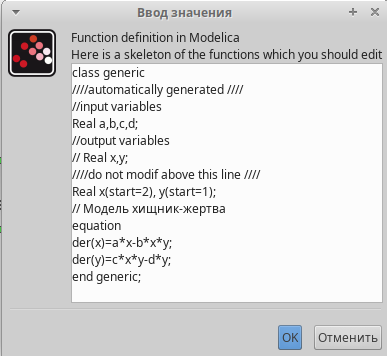 Ввод значения
Function definition in Modelica
Here is a skeleton of the functions which you should edit
class generic
////automatically generated ////
//input variables
Real a,b,c,d;
//output variables
// Real x,y;
////do not modif above this line ////
Real x(start=2), y(start=1);
// Модель хищник-жертва
equation
der(x)=a*x-b*x*y;
der(y)=c*x*y-d*y;
end generic;
OK
Отменить